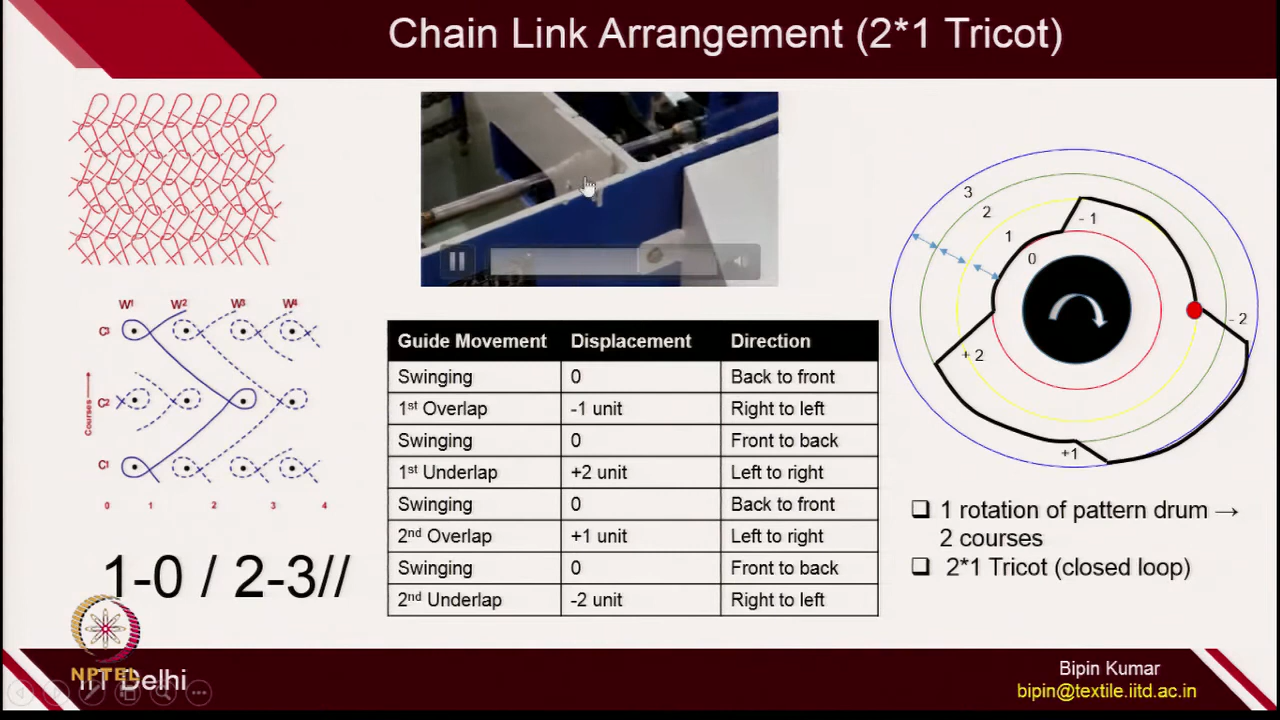 Chain Link Arrangement (2*1 Tricot)
W¹ W² W³ W⁴
C³
C²
C¹
Courses
0 1 2 3 4
1-0 / 2-3//
Guide Movement Displacement Direction
Swinging 0 Back to front
1st Overlap -1 unit Right to left
Swinging 0 Front to back
1st Underlap +2 unit Left to right
Swinging 0 Back to front
2nd Overlap +1 unit Left to right
Swinging 0 Front to back
2nd Underlap -2 unit Right to left
3
2
1
0
- 1
- 2
+ 2
+1
❑ 1 rotation of pattern drum →
2 courses
❑ 2*1 Tricot (closed loop)
NPTEL
IIT Delhi
Bipin Kumar
bipin@textile.iitd.ac.in